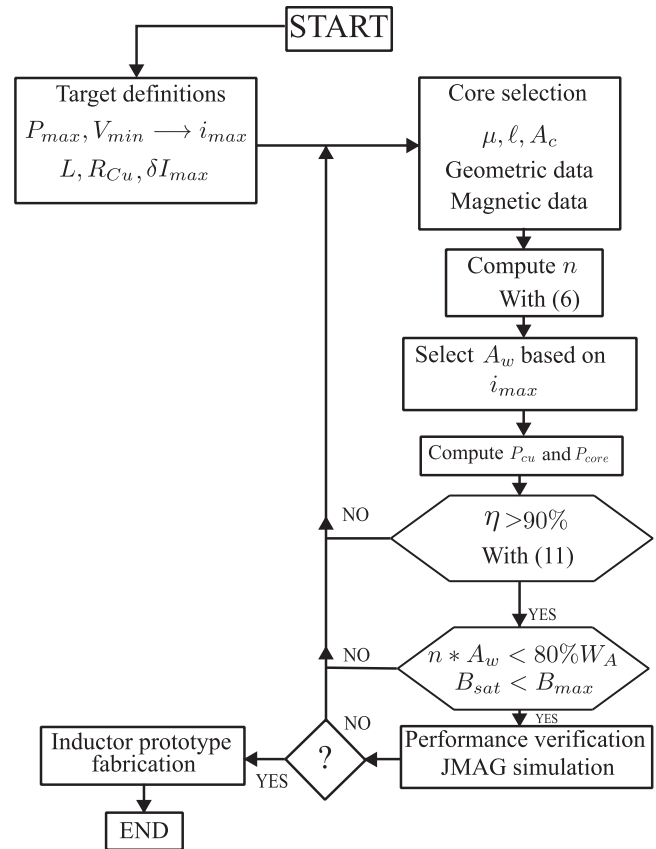 START
Target definitions
P_max, V_min ⟶ i_max
L, R_Cu, δI_max
Core selection
μ, ℓ, A_c
Geometric data
Magnetic data
Compute n
With (6)
Select A_w based on
i_max
Compute P_cu and P_core
NO
η >90%
With (11)
YES
NO
n * A_w < 80%W_A
B_sat < B_max
YES
NO
Performance verification
JMAG simulation
?
YES
Inductor prototype
fabrication
END